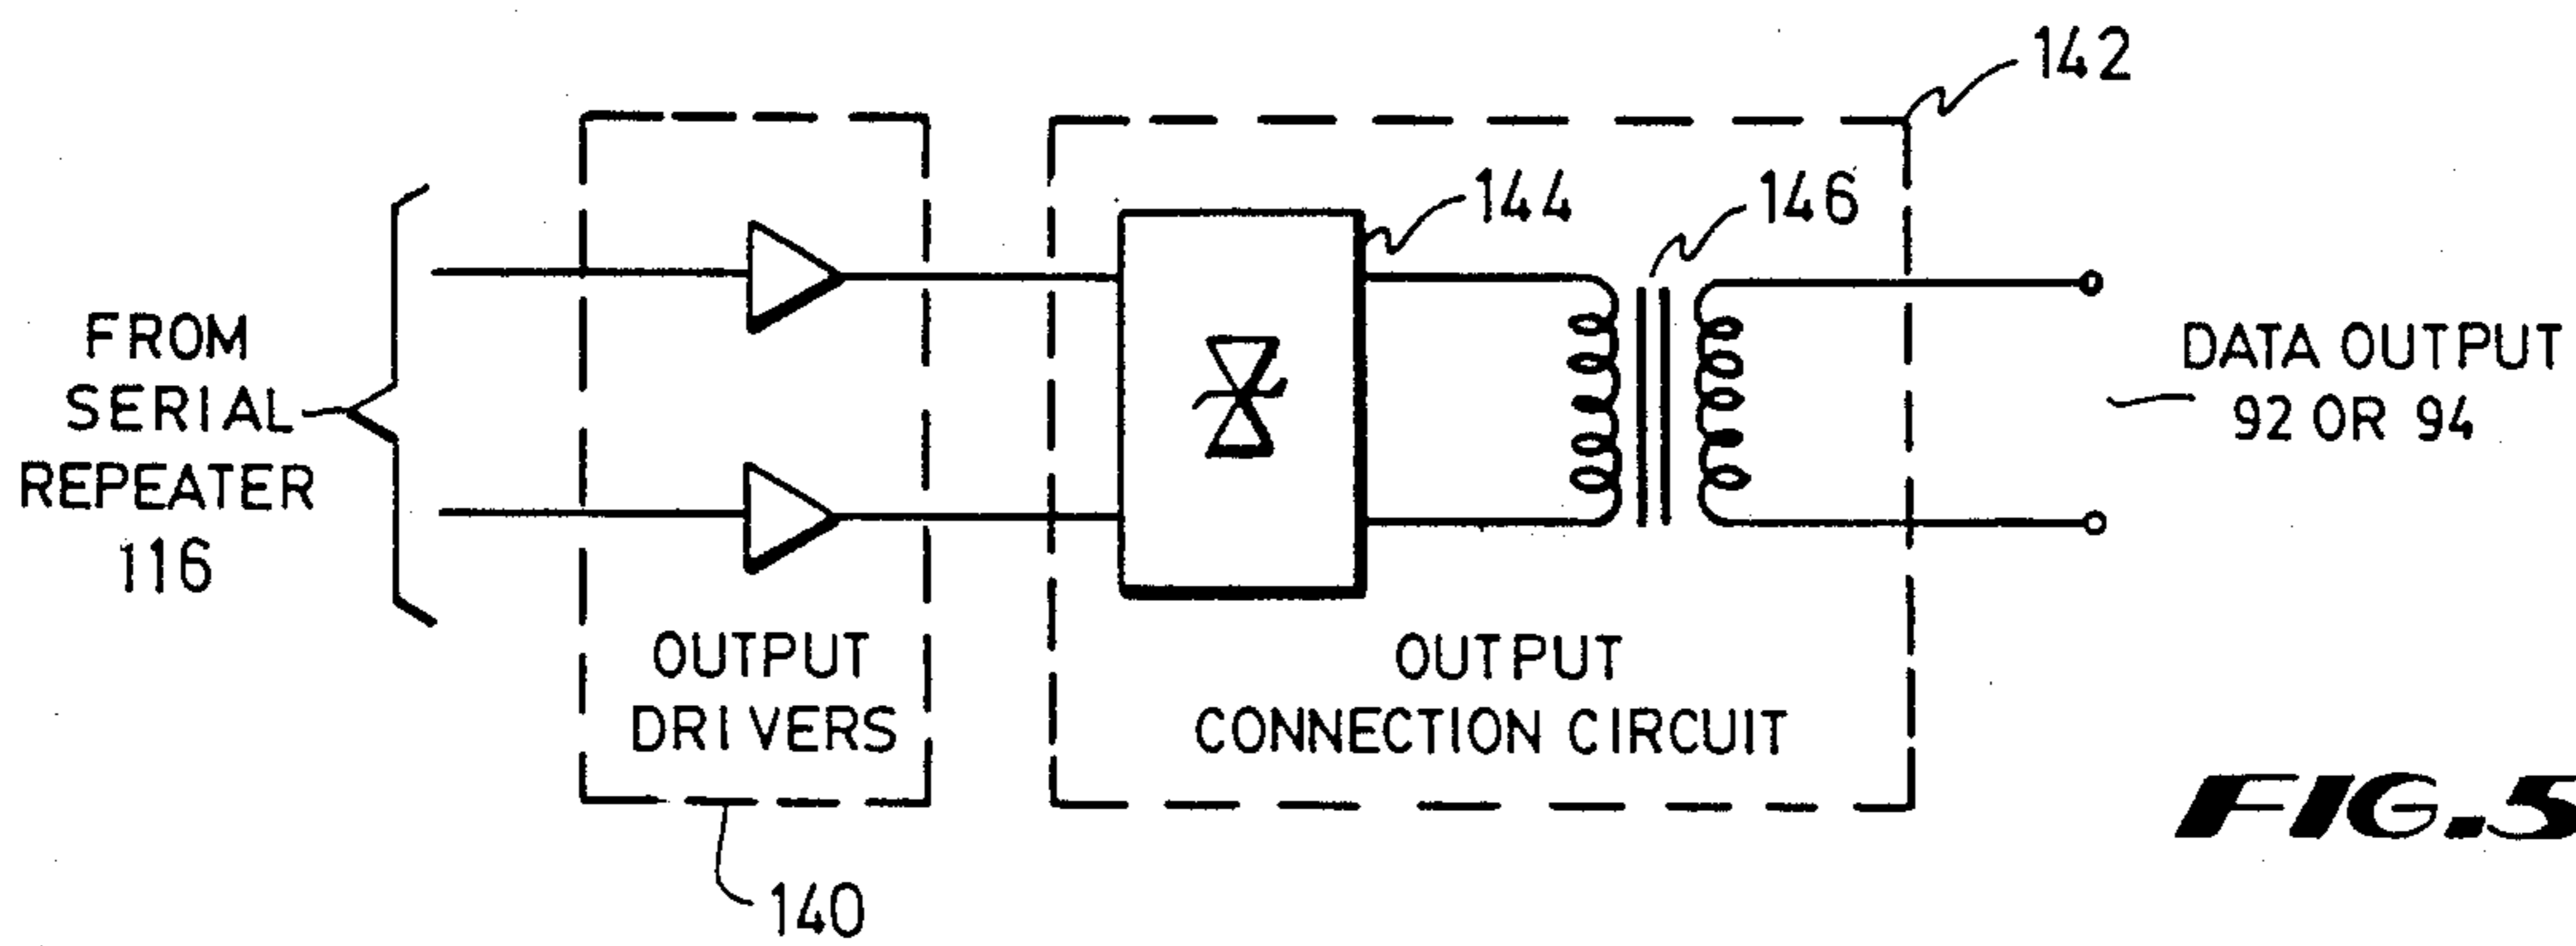 142
144
146
FROM
SERIAL
REPEATER
116
DATA OUTPUT
92 OR 94
OUTPUT
DRIVERS
OUTPUT
CONNECTION CIRCUIT
140
FIG.5